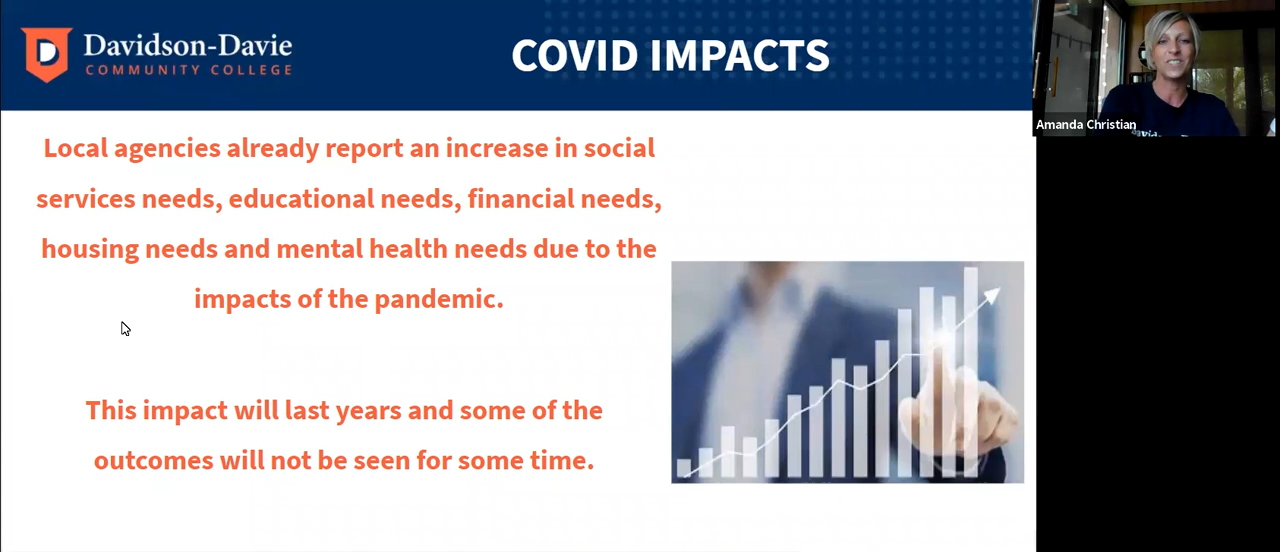 Davidson-Davie
COMMUNITY COLLEGE
COVID IMPACTS
Amanda Christian
Local agencies already report an increase in social
services needs, educational needs, financial needs,
housing needs and mental health needs due to the
impacts of the pandemic.
This impact will last years and some of the
outcomes will not be seen for some time.